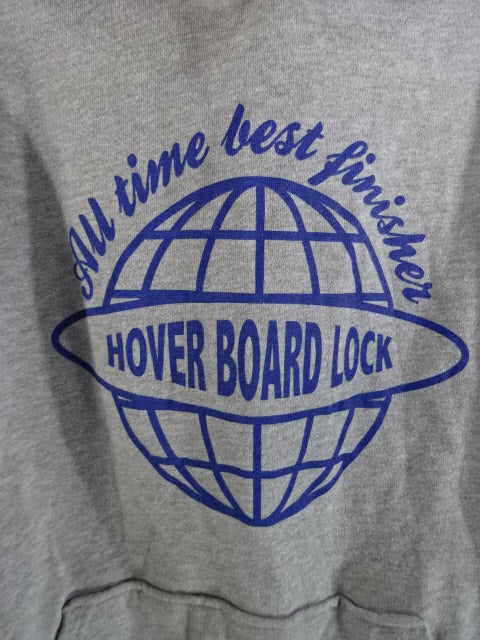 All time best finisher
HOVER BOARD LOCK